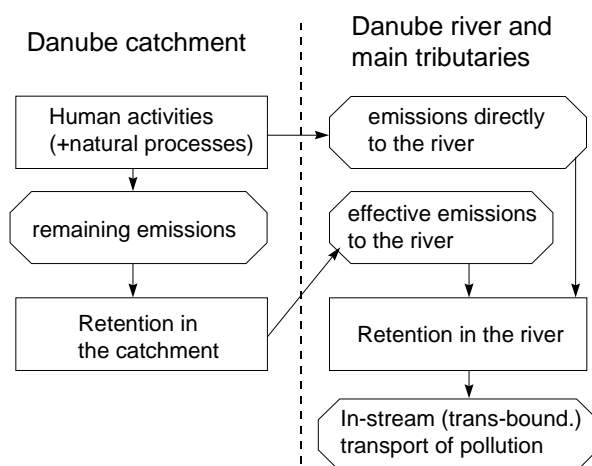 Danube catchment
Danube river and
main tributaries
Human activities
(+natural processes)
emissions directly
to the river
remaining emissions
effective emissions
to the river
Retention in
the catchment
Retention in the river
In-stream (trans-bound.)
transport of pollution